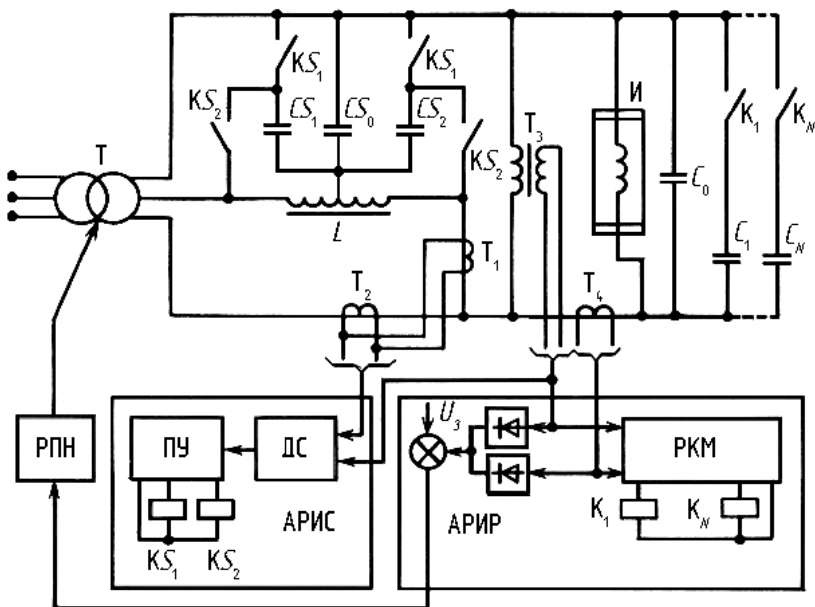 KS₁ KS₁
И
KS₂ CS₁ CS₀ CS₂
T₃ K₁ Kₙ
KS₂
T
C₀
L
T₁ C₁ Cₙ
T₂ T₄
U₃
РПН ПУ ДС РКМ
АРИС АРИР K₁ Kₙ
KS₁ KS₂